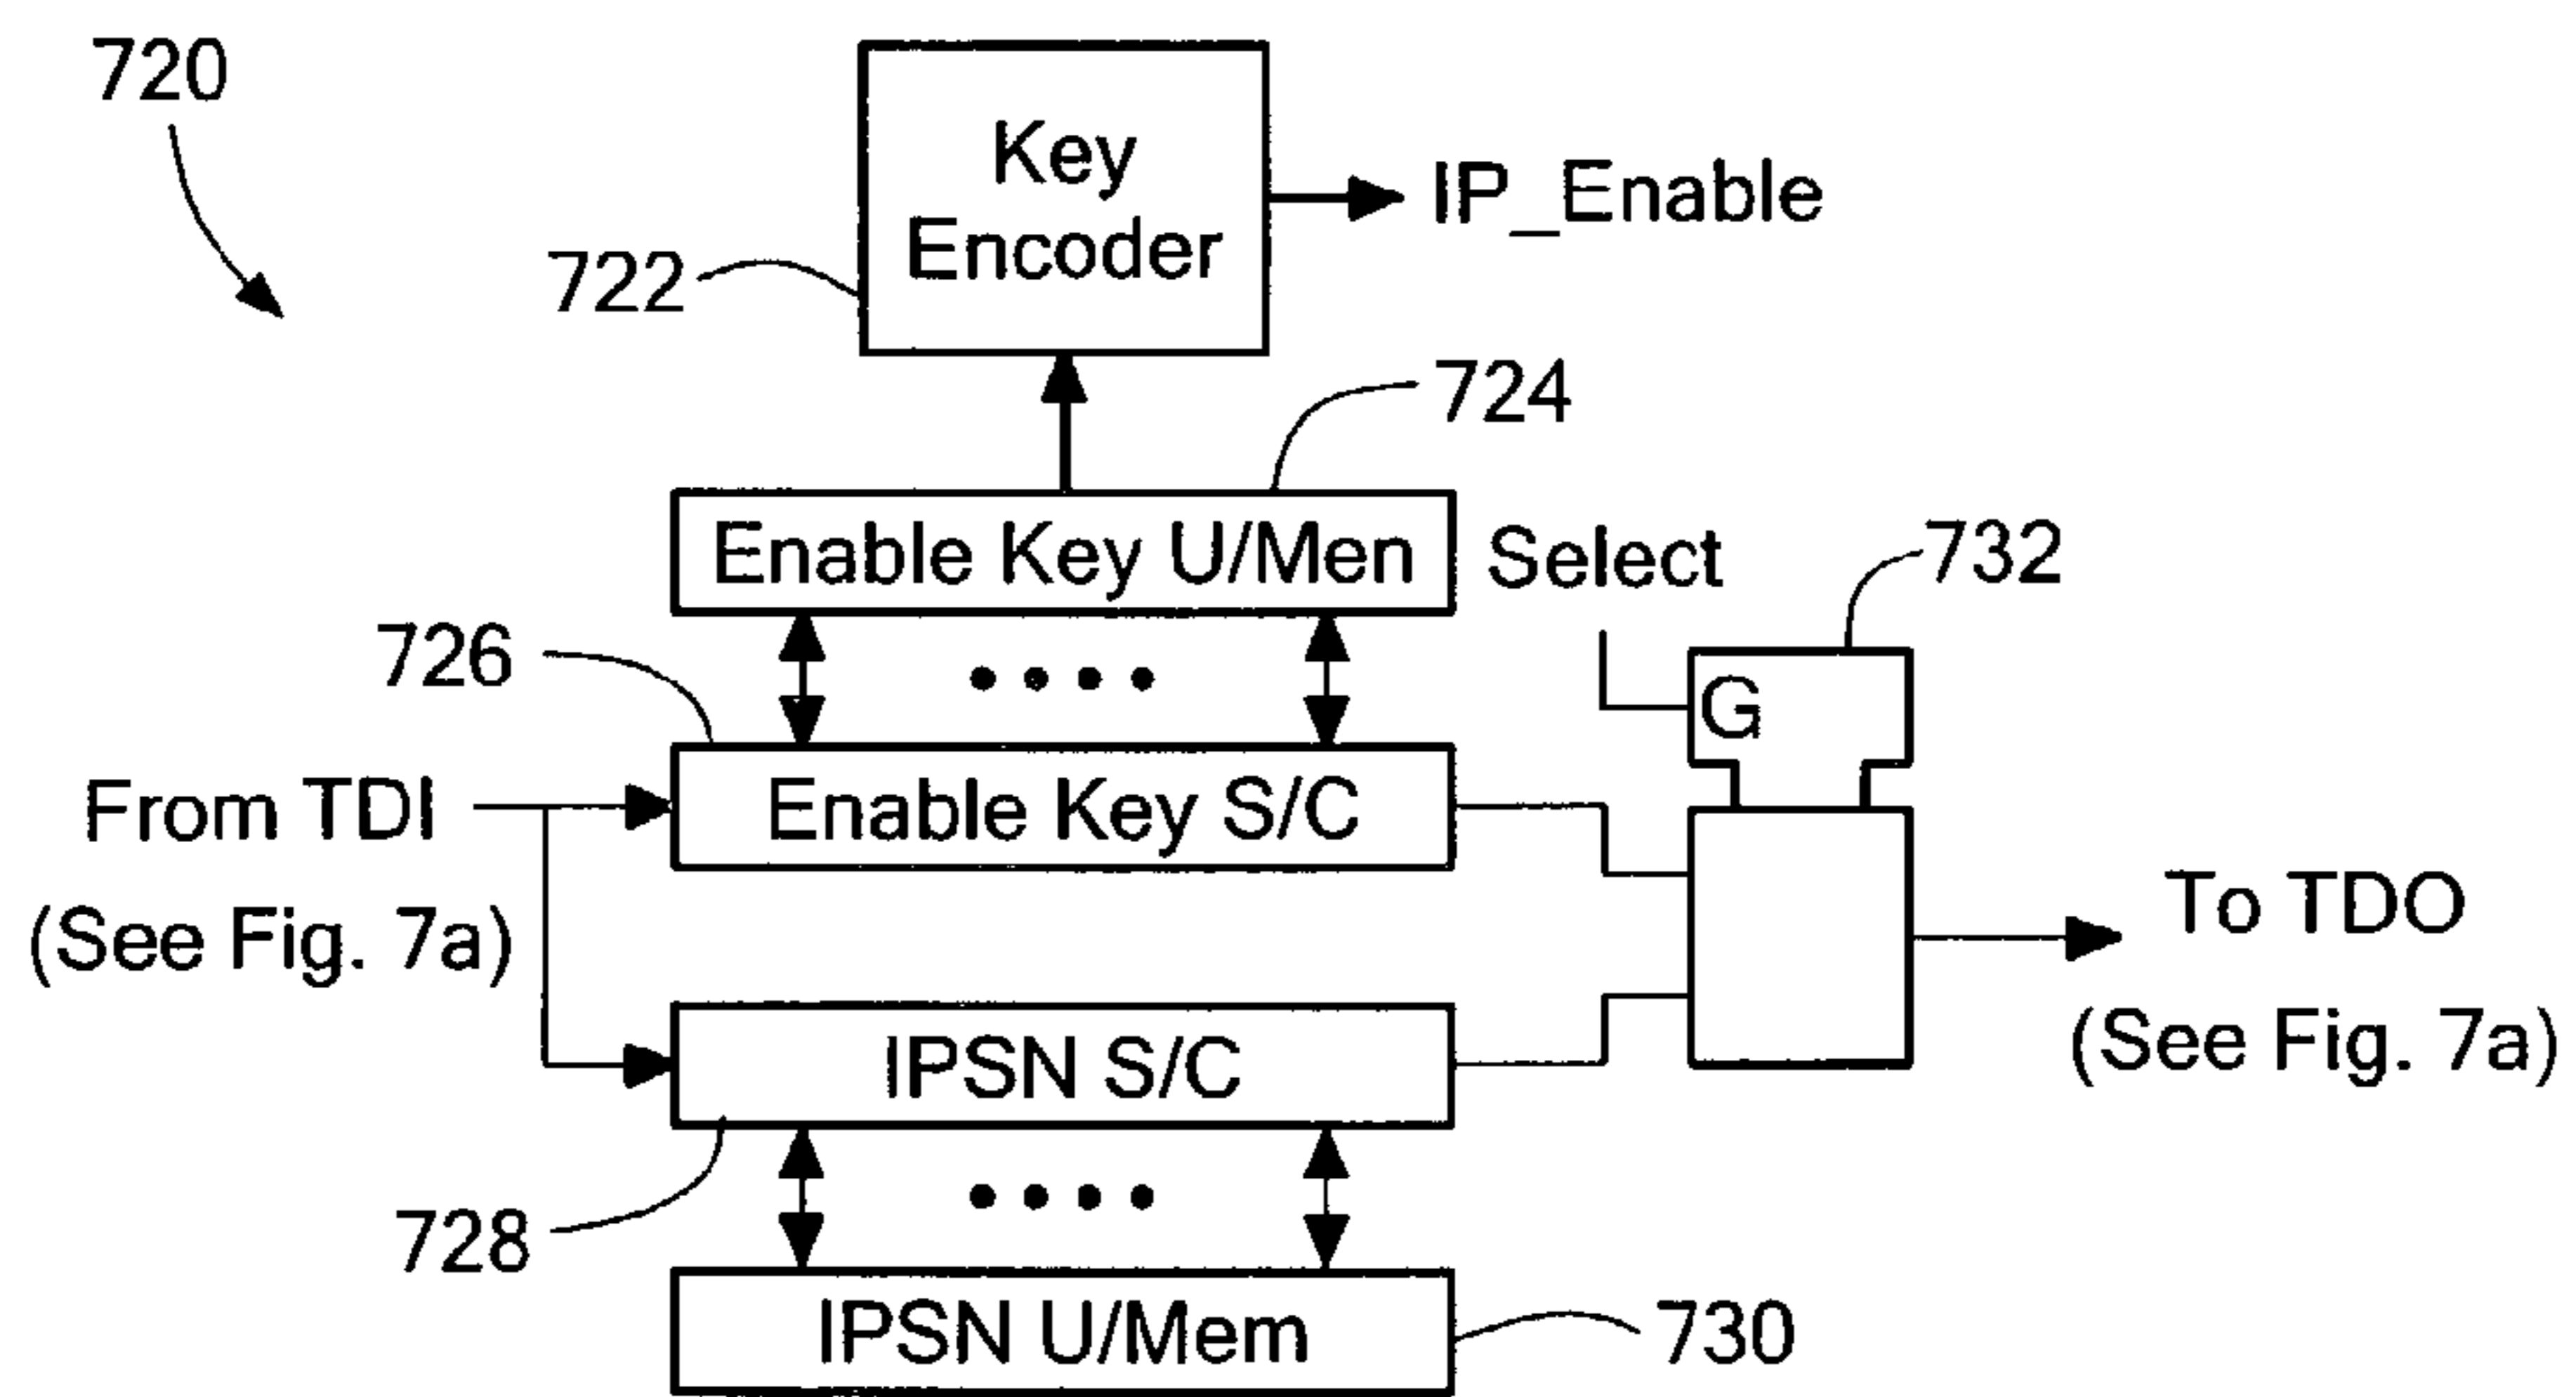 720
Key
Encoder
IP_Enable
722
724
Enable Key U/Men
Select
732
726
G
From TDI
Enable Key S/C
(See Fig. 7a)
To TDO
(See Fig. 7a)
IPSN S/C
728
IPSN U/Mem
730